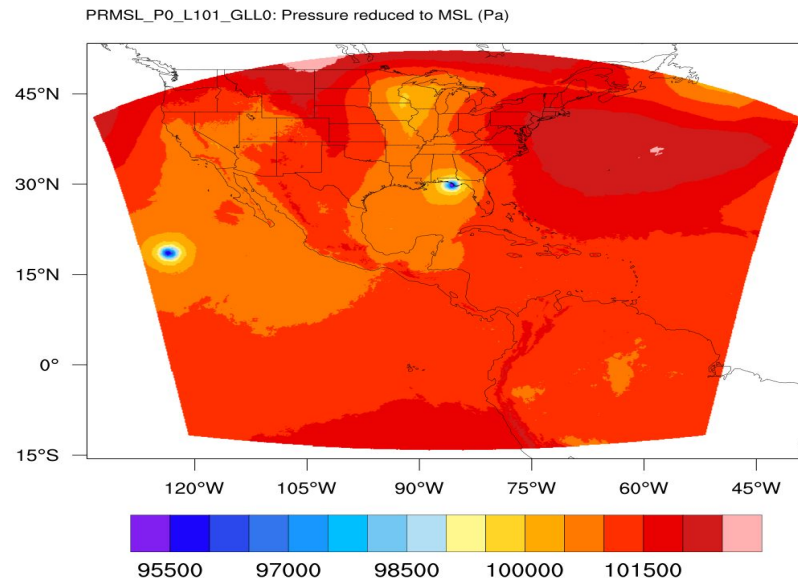 PRMSL_P0_L101_GLL0: Pressure reduced to MSL (Pa)
45°N
30°N
15°N
0°
15°S
120°W 105°W 90°W 75°W 60°W 45°W
95500 97000 98500 100000 101500